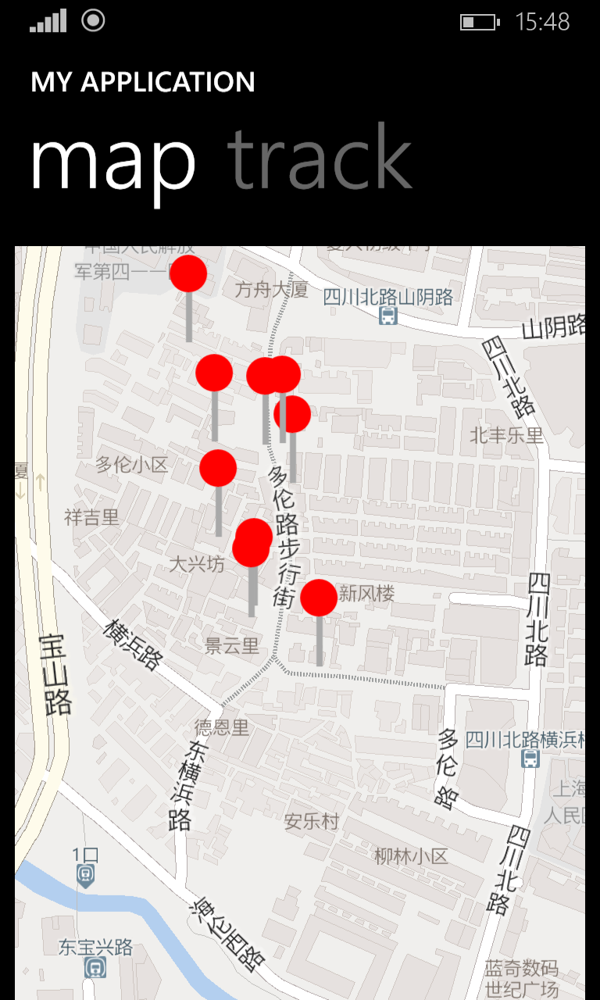 15:48
MY APPLICATION
map track
军第四一一
方舟大厦
四川北路山阴路
山阴路
四川北路
北丰乐里
厦
多伦小区
多伦路步行街
祥吉里
大兴坊
新风楼
四川北路
横浜路
景云里
宝山路
德恩里
东横浜路
多伦路
四川北路横浜
上海
人民
安乐村
柳林小区
四川北路
1口
海伦西路
东宝兴路
蓝奇数码
世纪广场